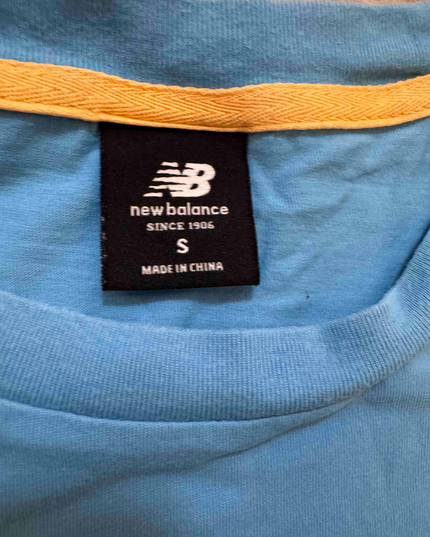 NB
new balance
SINCE 1906
S
MADE IN CHINA